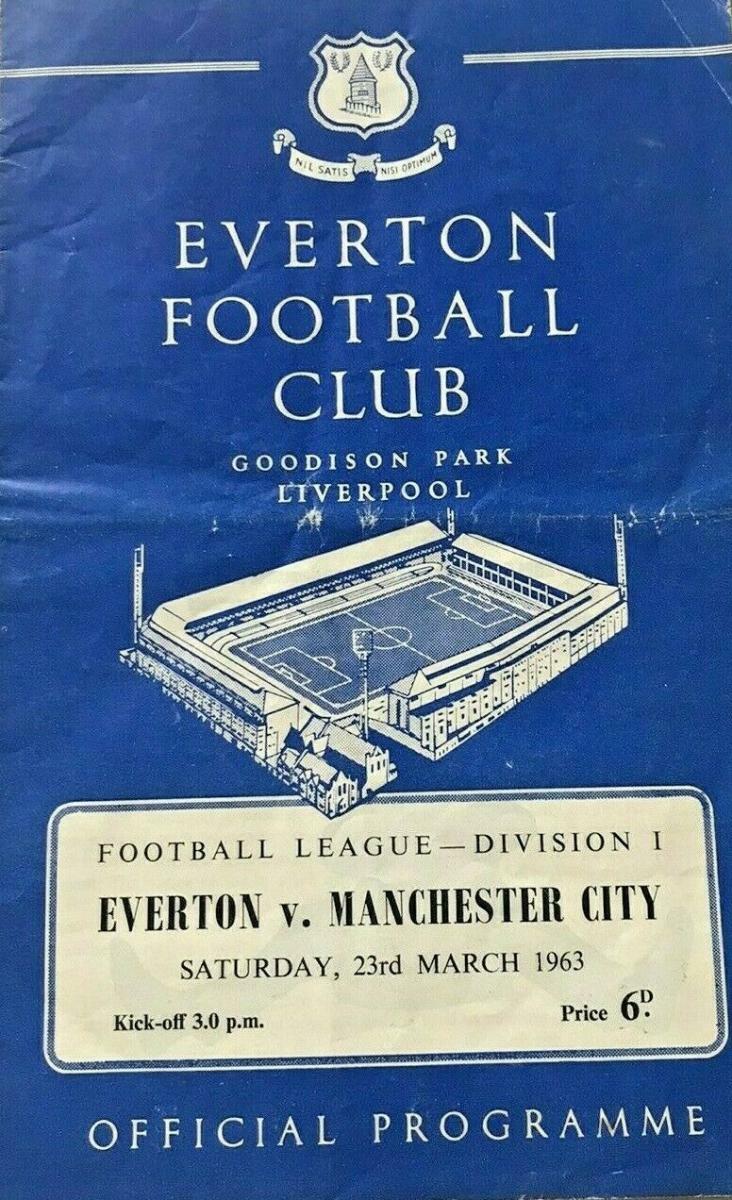 NIL SATIS NISI OPTIMUM
EVERTON
FOOTBALL
CLUB
GOODISON PARK
LIVERPOOL
FOOTBALL LEAGUE — DIVISION I
EVERTON v. MANCHESTER CITY
SATURDAY, 23rd MARCH 1963
Kick-off 3.0 p.m.
Price 6D.
OFFICIAL PROGRAMME